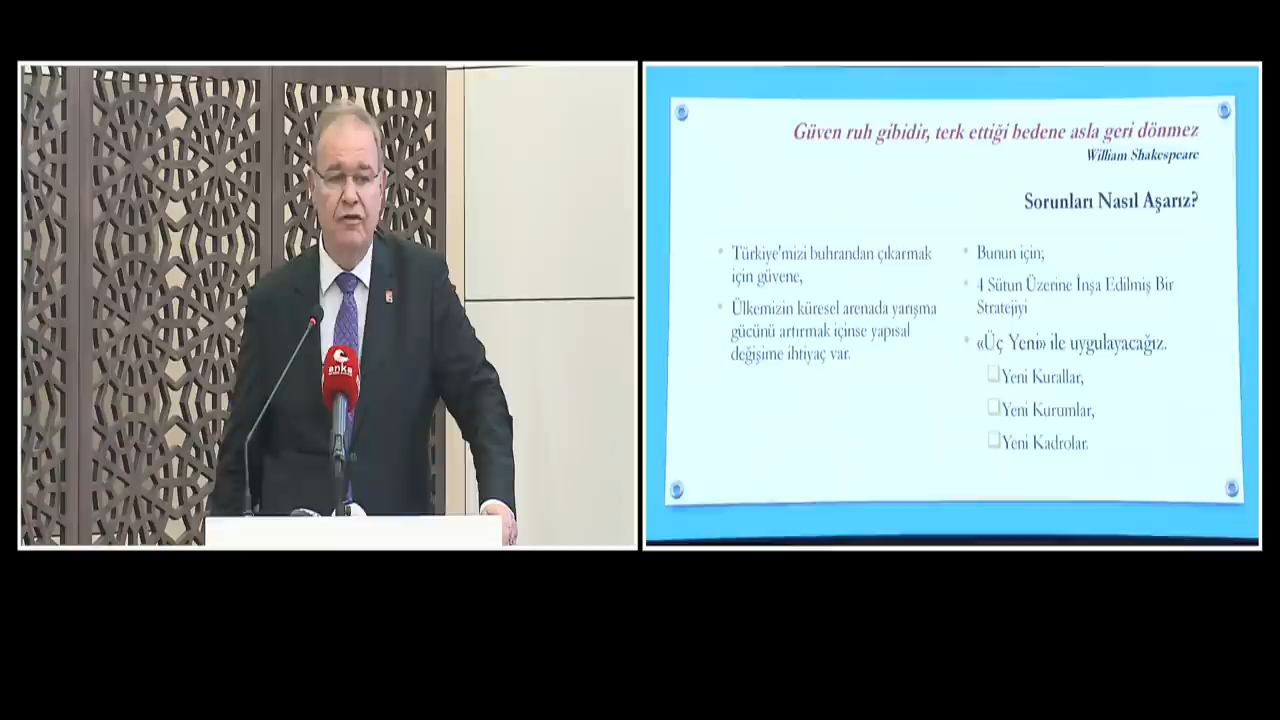 anka
Güven ruh gibidir, terk ettiği bedene asla geri dönmez
William Shakespeare
Sorunları Nasıl Aşarız?
Türkiye'mizi buhrandan çıkarmak
için güvene,
Ülkemizin küresel arenada yarışma
gücünü artırmak içinse yapısal
değişime ihtiyaç var.
Bunun için;
4 Sütun Üzerine İnşa Edilmiş Bir
Stratejiyi
«Üç Yeni» ile uygulayacağız.
Yeni Kurallar,
Yeni Kurumlar,
Yeni Kadrolar.